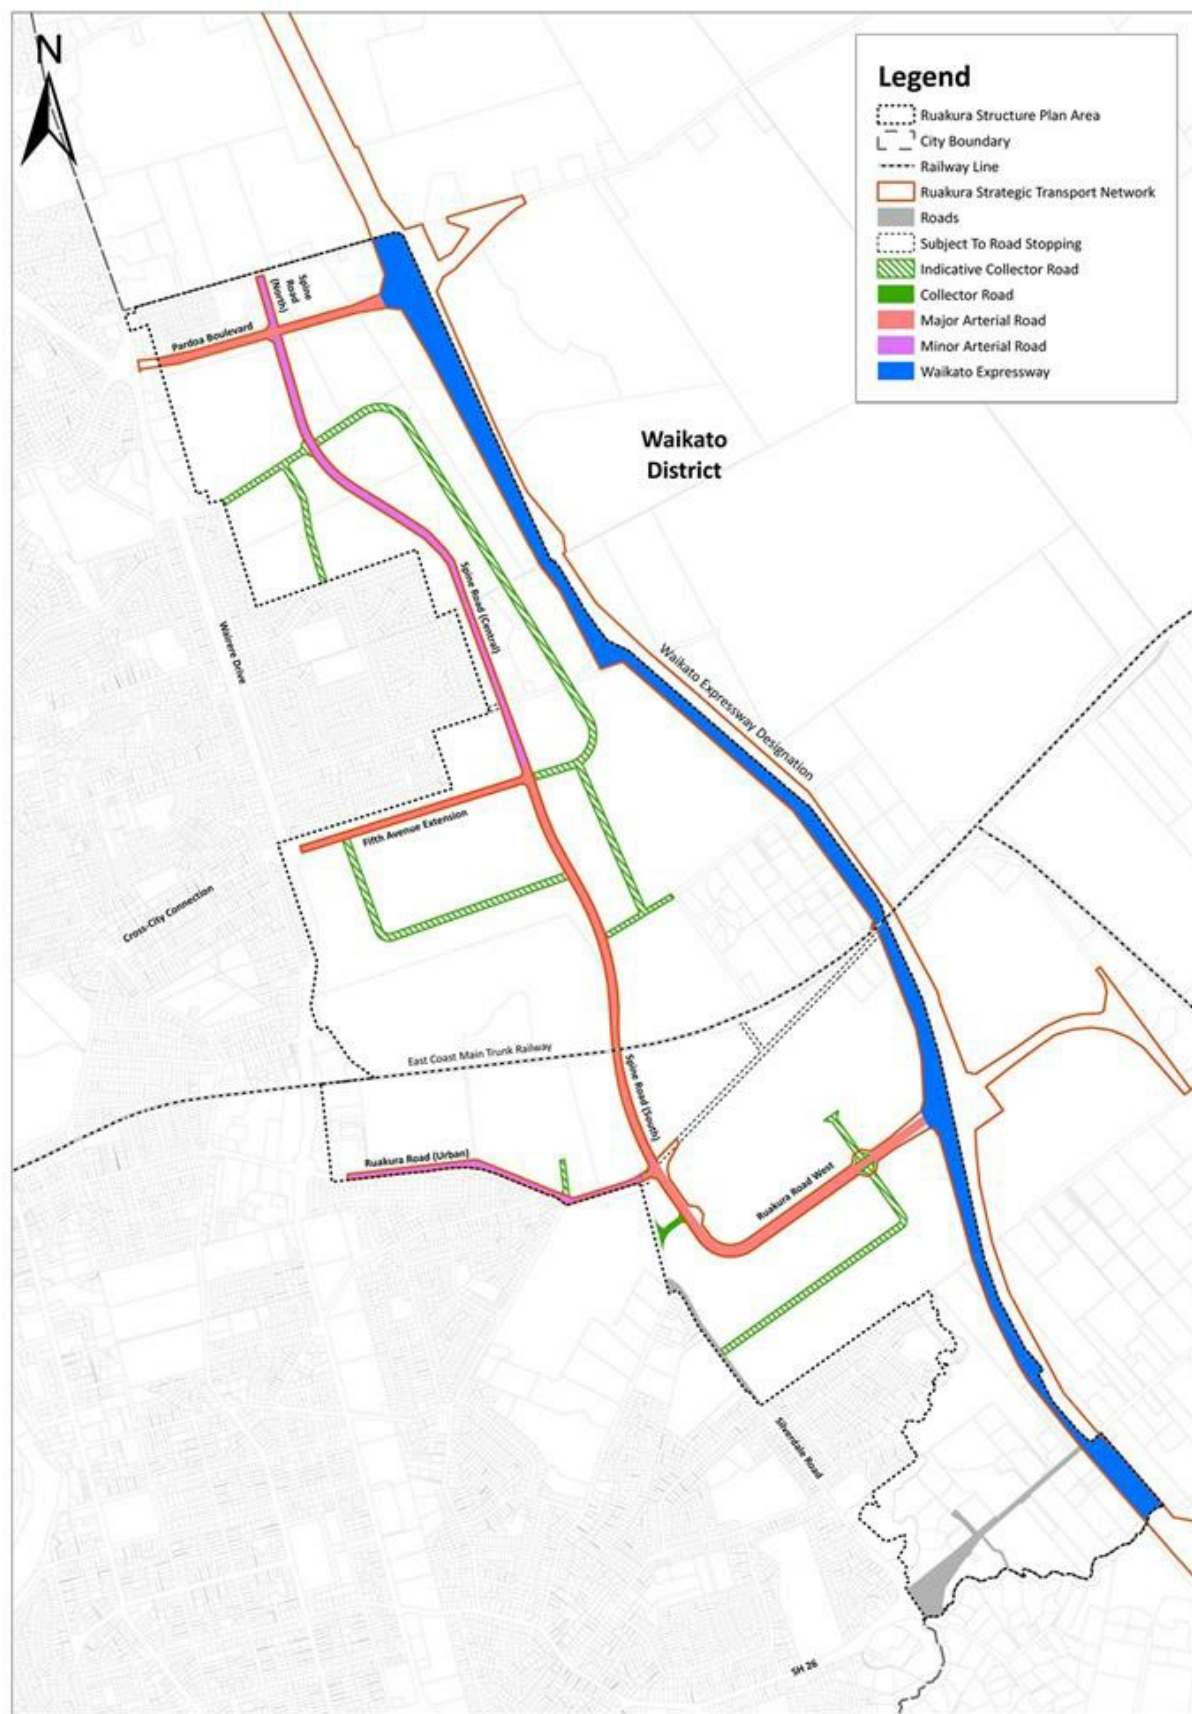 N
Legend
Ruakura Structure Plan Area
City Boundary
Railway Line
Ruakura Strategic Transport Network
Roads
Subject To Road Stopping
Indicative Collector Road
Collector Road
Major Arterial Road
Minor Arterial Road
Waikato Expressway
Spine
Road
(North)
Pardoa Boulevard
Waikato
District
Spine Road (Central)
Wairere Drive
Waikato Expressway Designation
Fifth Avenue Extension
Cross-City Connection
East Coast Main Trunk Railway
Spine Road (South)
Ruakura Road (Urban)
Ruakura Road West
Silverdale Road
SH 26